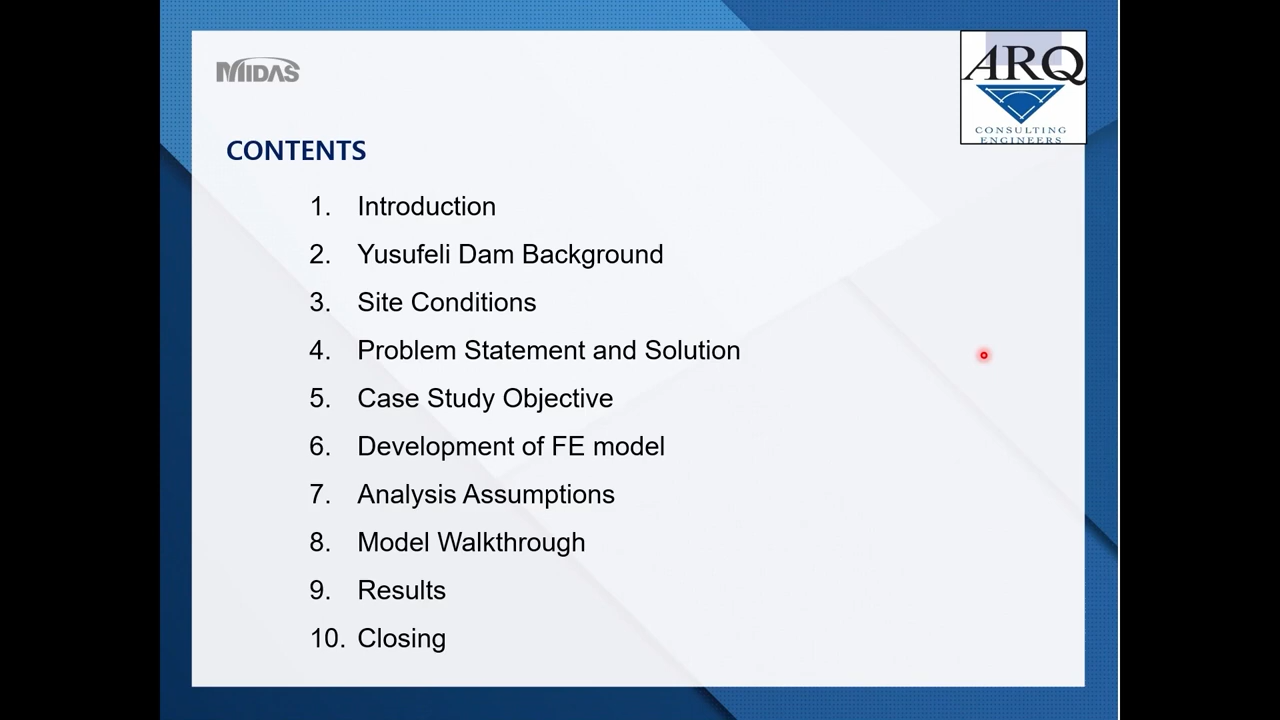 MIDAS
ARQ
CONSULTING
ENGINEERS
CONTENTS
1. Introduction
2. Yusufeli Dam Background
3. Site Conditions
4. Problem Statement and Solution
5. Case Study Objective
6. Development of FE model
7. Analysis Assumptions
8. Model Walkthrough
9. Results
10. Closing